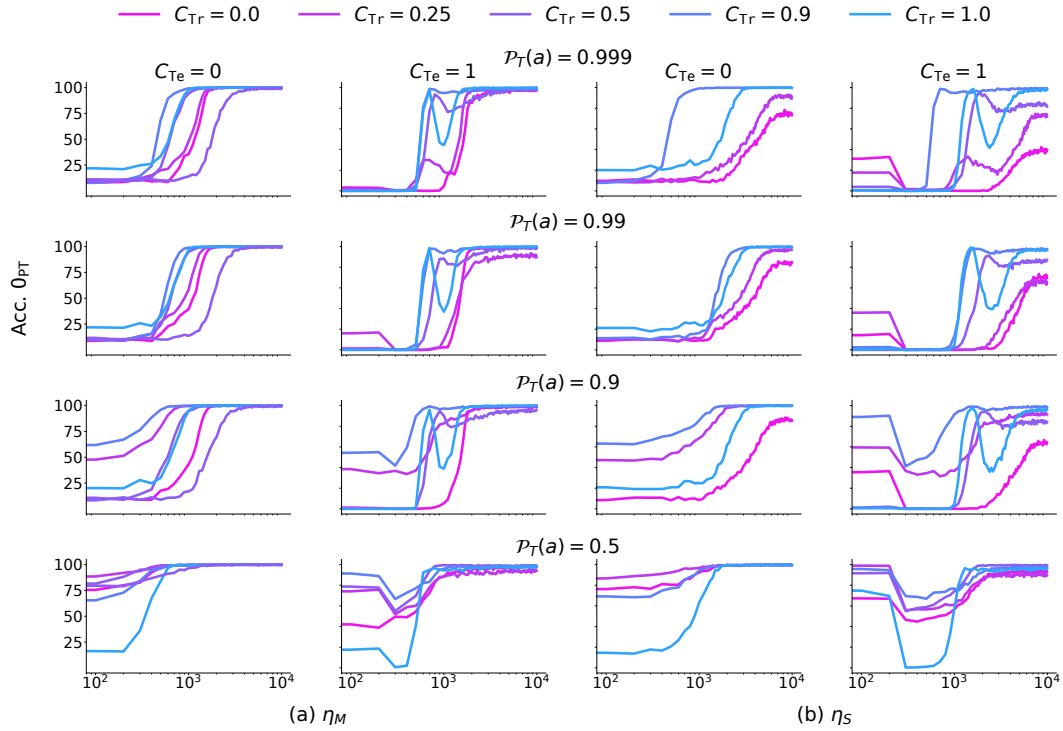 C_Tr = 0.0 C_Tr = 0.25 C_Tr = 0.5 C_Tr = 0.9 C_Tr = 1.0
P_T(a) = 0.999
C_Te = 0 C_Te = 1 C_Te = 0 C_Te = 1
100
75
50
25
P_T(a) = 0.99
100
75
50
25
P_T(a) = 0.9
100
75
50
25
P_T(a) = 0.5
100
75
50
25
Acc. 0_PT
10^2 10^3 10^4 10^2 10^3 10^4 10^2 10^3 10^4 10^2 10^3 10^4
(a) η_M (b) η_S